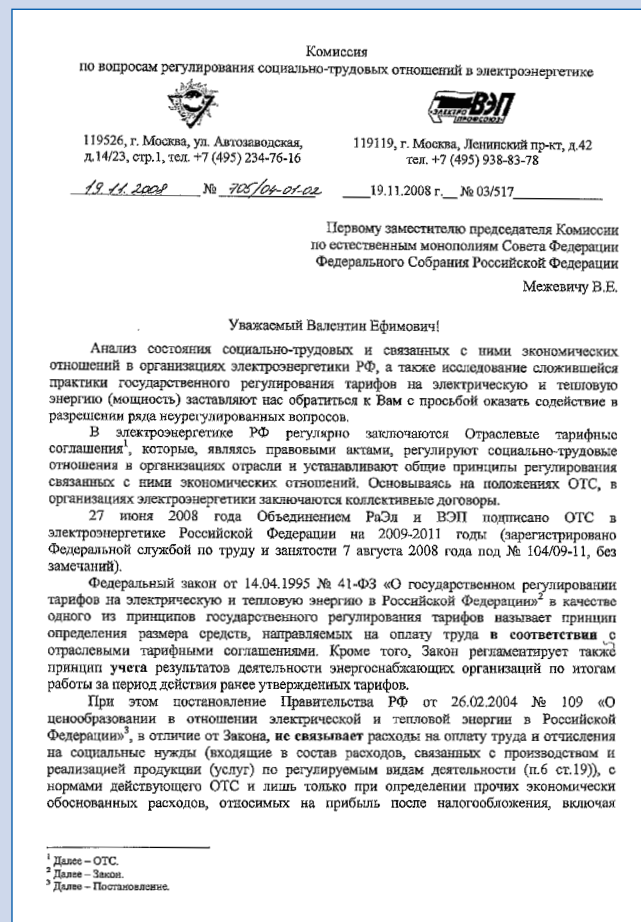 Комиссия
по вопросам регулирования социально-трудовых отношений в электроэнергетике
ЭЛЕКТРО ВЭП
ПРОФСОЮЗ
119526, г. Москва, ул. Автозаводская,
д.14/23, стр.1, тел. +7 (495) 234-76-16
119119, г. Москва, Ленинский пр-кт, д.42
тел. +7 (495) 938-83-78
19.11.2008 № 705/04-01-02
19.11.2008 г. № 03/517
Первому заместителю председателя Комиссии
по естественным монополиям Совета Федерации
Федерального Собрания Российской Федерации
Межевичу В.Е.
Уважаемый Валентин Ефимович!
Анализ состояния социально-трудовых и связанных с ними экономических
отношений в организациях электроэнергетики РФ, а также исследование сложившейся
практики государственного регулирования тарифов на электрическую и тепловую
энергию (мощность) заставляют нас обратиться к Вам с просьбой оказать содействие в
разрешении ряда неурегулированных вопросов.
В электроэнергетике РФ регулярно заключаются Отраслевые тарифные
соглашения¹, которые, являясь правовыми актами, регулируют социально-трудовые
отношения в организациях отрасли и устанавливают общие принципы регулирования
связанных с ними экономических отношений. Основываясь на положениях ОТС, в
организациях электроэнергетики заключаются коллективные договоры.
27 июня 2008 года Объединением РаЭл и ВЭП подписано ОТС в
электроэнергетике Российской Федерации на 2009-2011 годы (зарегистрировано
Федеральной службой по труду и занятости 7 августа 2008 года под № 104/09-11, без
замечаний).
Федеральный закон от 14.04.1995 № 41-ФЗ «О государственном регулировании
тарифов на электрическую и тепловую энергию в Российской Федерации»² в качестве
одного из принципов государственного регулирования тарифов называет принцип
определения размера средств, направляемых на оплату труда в соответствии с
отраслевыми тарифными соглашениями. Кроме того, Закон регламентирует также
принцип учета результатов деятельности энергоснабжающих организаций по итогам
работы за период действия ранее утвержденных тарифов.
При этом постановление Правительства РФ от 26.02.2004 № 109 «О
ценообразовании в отношении электрической и тепловой энергии в Российской
Федерации»³, в отличие от Закона, не связывает расходы на оплату труда и отчисления
на социальные нужды (входящие в состав расходов, связанных с производством и
реализацией продукции (услуг) по регулируемым видам деятельности (п.6 ст.19)), с
нормами действующего ОТС и лишь только при определении прочих экономически
обоснованных расходов, относимых на прибыль после налогообложения, включая
¹ Далее – ОТС.
² Далее – Закон.
³ Далее – Постановление.